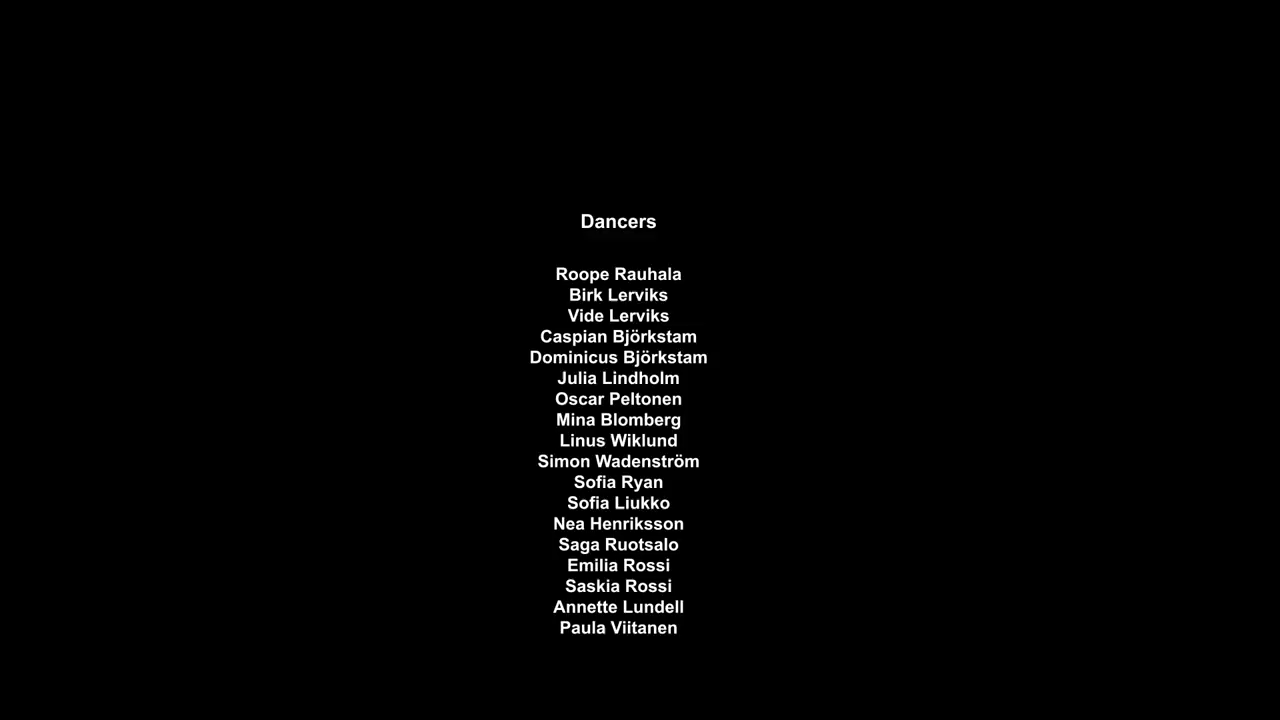 Dancers
Roope Rauhala
Birk Lerviks
Vide Lerviks
Caspian Björkstam
Dominicus Björkstam
Julia Lindholm
Oscar Peltonen
Mina Blomberg
Linus Wiklund
Simon Wadenström
Sofia Ryan
Sofia Liukko
Nea Henriksson
Saga Ruotsalo
Emilia Rossi
Saskia Rossi
Annette Lundell
Paula Viitanen